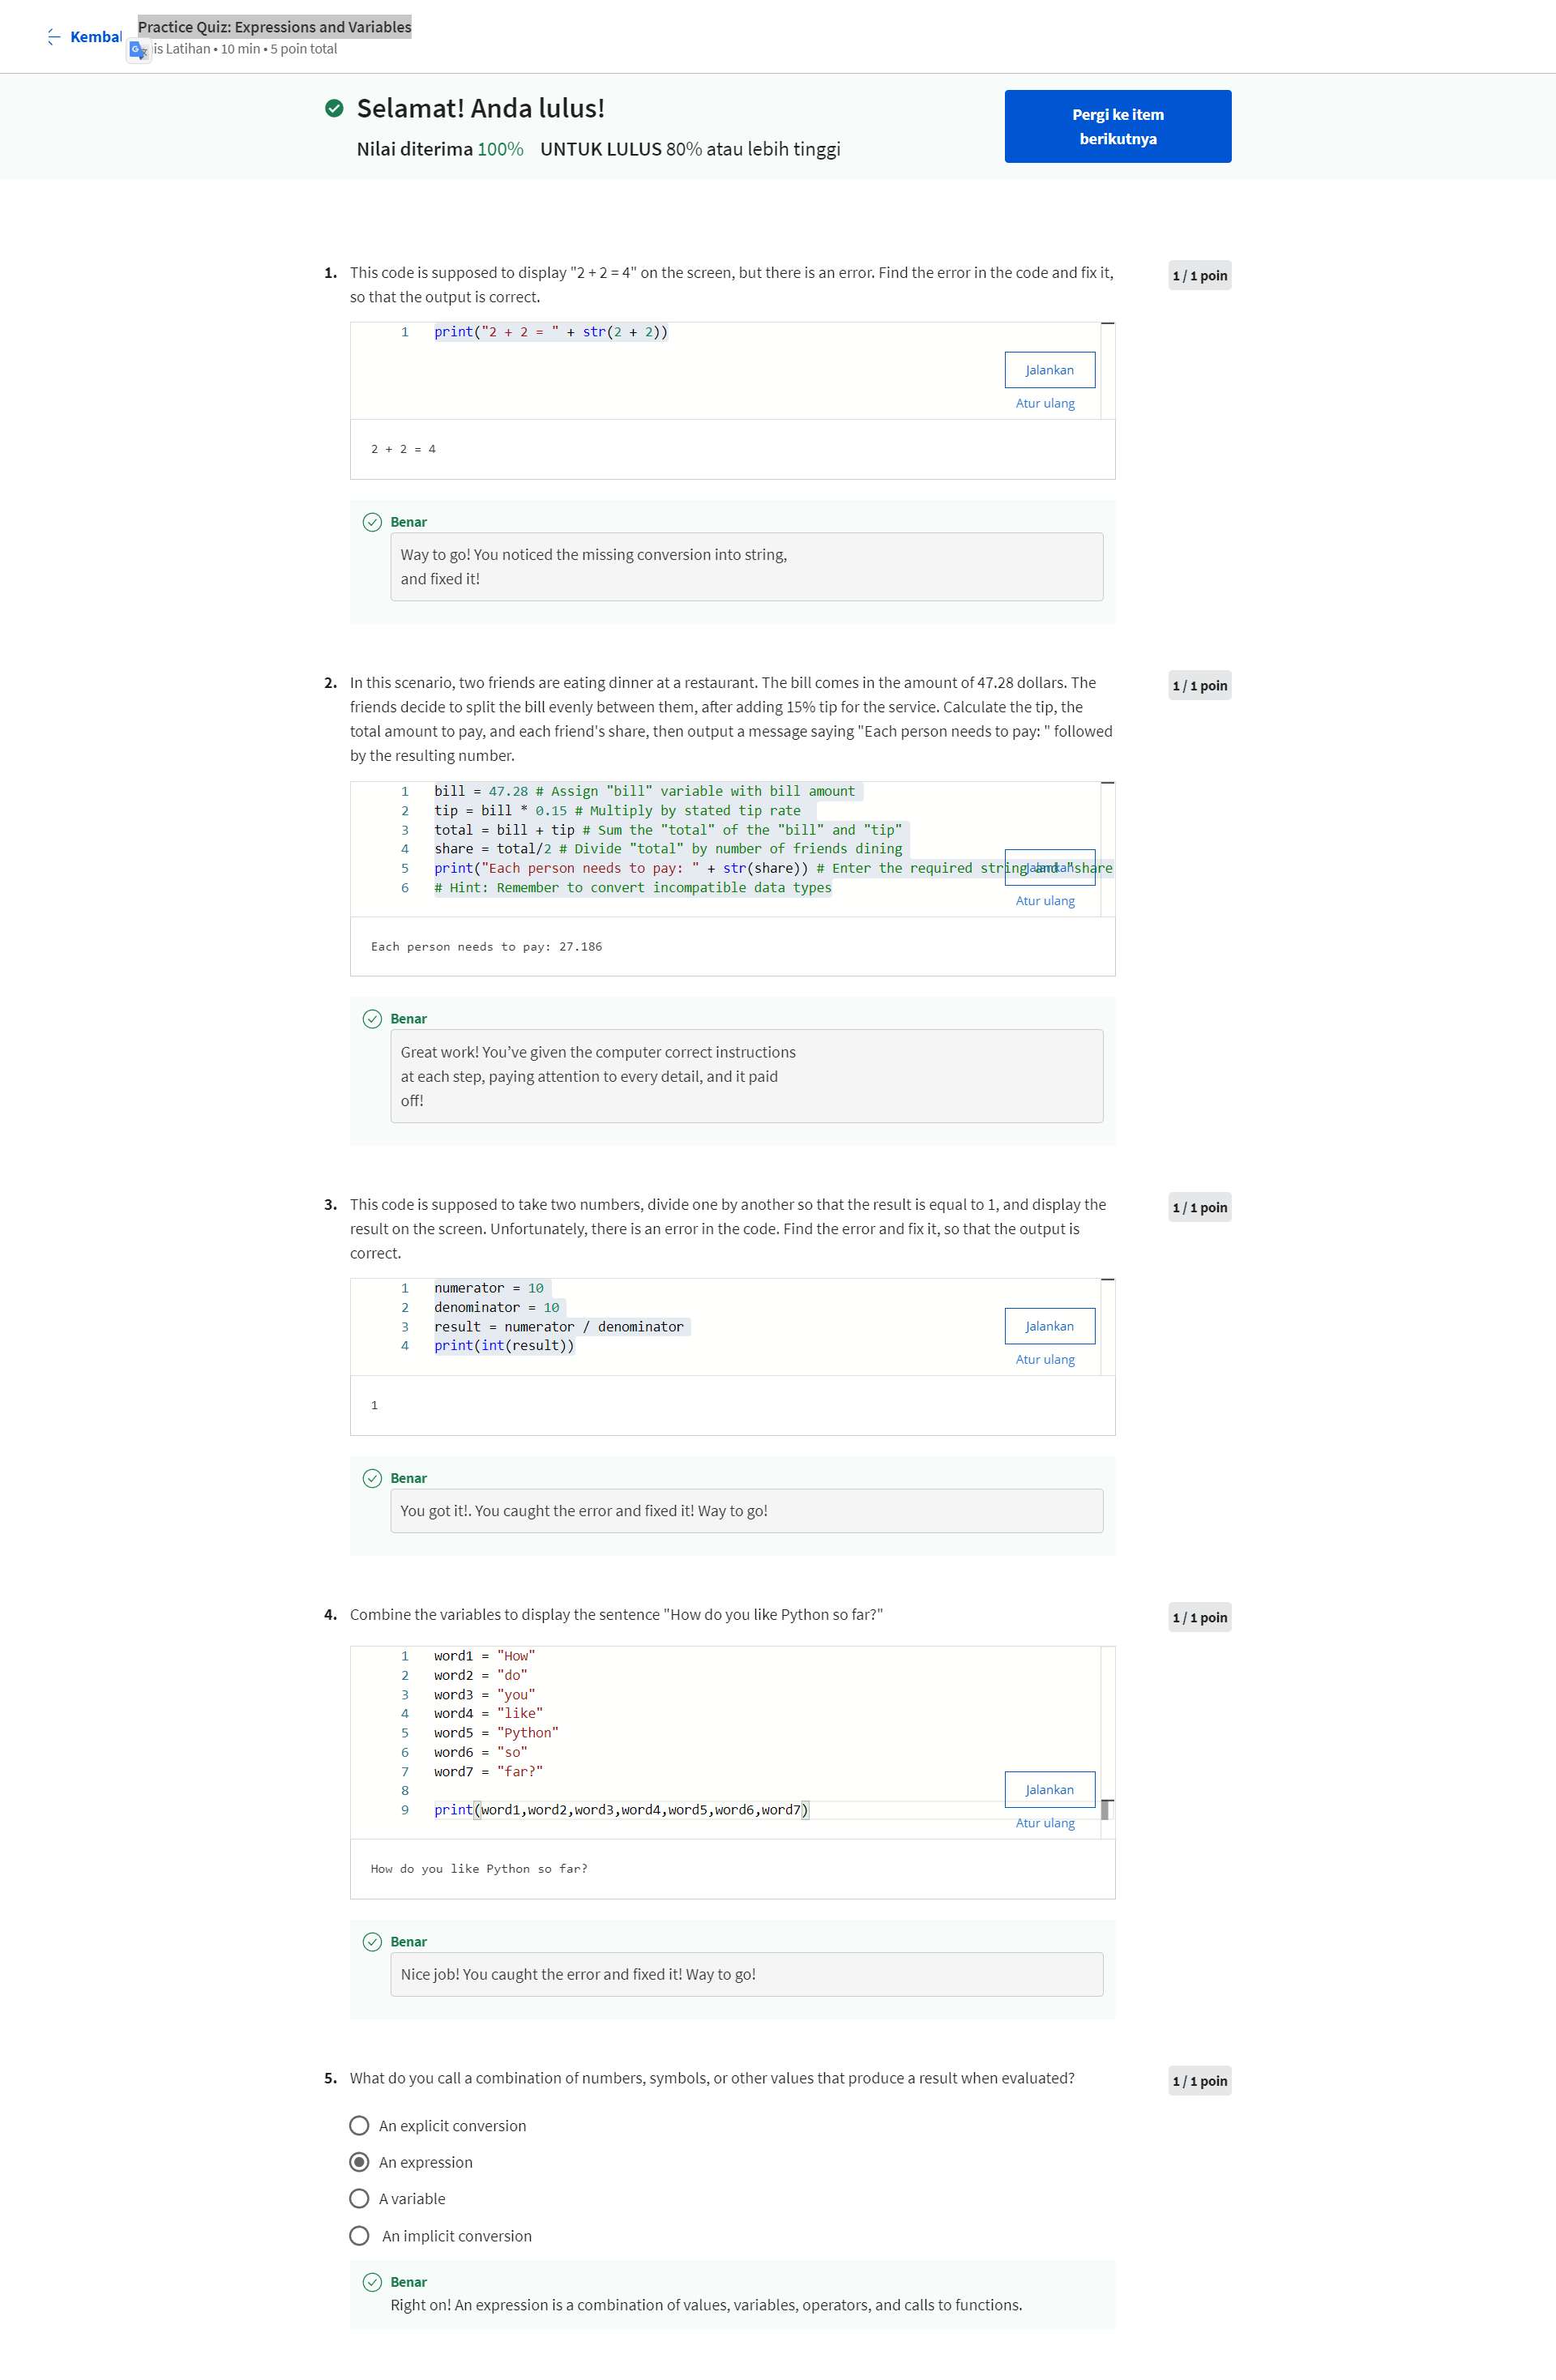 Kembal
Practice Quiz: Expressions and Variables
is Latihan • 10 min • 5 poin total
Selamat! Anda lulus!
Nilai diterima 100% UNTUK LULUS 80% atau lebih tinggi
Pergi ke item
berikutnya
1. This code is supposed to display "2 + 2 = 4" on the screen, but there is an error. Find the error in the code and fix it,
so that the output is correct.
1 / 1 poin
1 print("2 + 2 = " + str(2 + 2))
Jalankan
Atur ulang
2 + 2 = 4
Benar
Way to go! You noticed the missing conversion into string,
and fixed it!
2. In this scenario, two friends are eating dinner at a restaurant. The bill comes in the amount of 47.28 dollars. The
friends decide to split the bill evenly between them, after adding 15% tip for the service. Calculate the tip, the
total amount to pay, and each friend's share, then output a message saying "Each person needs to pay: " followed
by the resulting number.
1 / 1 poin
1 bill = 47.28 # Assign "bill" variable with bill amount
2 tip = bill * 0.15 # Multiply by stated tip rate
3 total = bill + tip # Sum the "total" of the "bill" and "tip"
4 share = total/2 # Divide "total" by number of friends dining
5 print("Each person needs to pay: " + str(share)) # Enter the required string and "share
6 # Hint: Remember to convert incompatible data types
Jalankan
Atur ulang
Each person needs to pay: 27.186
Benar
Great work! You’ve given the computer correct instructions
at each step, paying attention to every detail, and it paid
off!
3. This code is supposed to take two numbers, divide one by another so that the result is equal to 1, and display the
result on the screen. Unfortunately, there is an error in the code. Find the error and fix it, so that the output is
correct.
1 / 1 poin
1 numerator = 10
2 denominator = 10
3 result = numerator / denominator
4 print(int(result))
Jalankan
Atur ulang
1
Benar
You got it!. You caught the error and fixed it! Way to go!
4. Combine the variables to display the sentence "How do you like Python so far?"
1 / 1 poin
1 word1 = "How"
2 word2 = "do"
3 word3 = "you"
4 word4 = "like"
5 word5 = "Python"
6 word6 = "so"
7 word7 = "far?"
8
9 print(word1,word2,word3,word4,word5,word6,word7)
Jalankan
Atur ulang
How do you like Python so far?
Benar
Nice job! You caught the error and fixed it! Way to go!
5. What do you call a combination of numbers, symbols, or other values that produce a result when evaluated?
1 / 1 poin
An explicit conversion
An expression
A variable
An implicit conversion
Benar
Right on! An expression is a combination of values, variables, operators, and calls to functions.